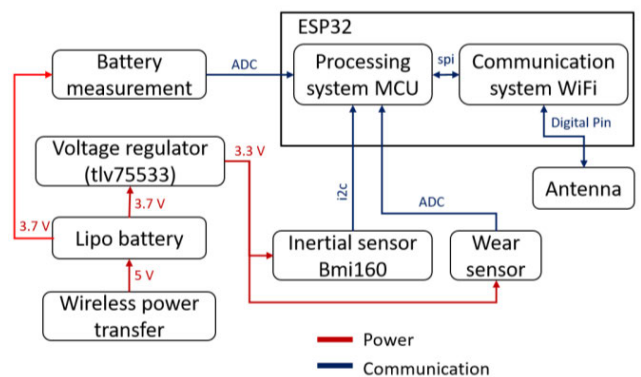 ESP32
Battery
measurement
ADC
Processing
system MCU
spi
Communication
system WiFi
Digital Pin
Voltage regulator
(tlv75533)
3.3 V
Antenna
3.7 V
3.7 V
i2c
ADC
Lipo battery
Inertial sensor
Bmi160
Wear
sensor
5 V
Wireless power
transfer
Power
Communication